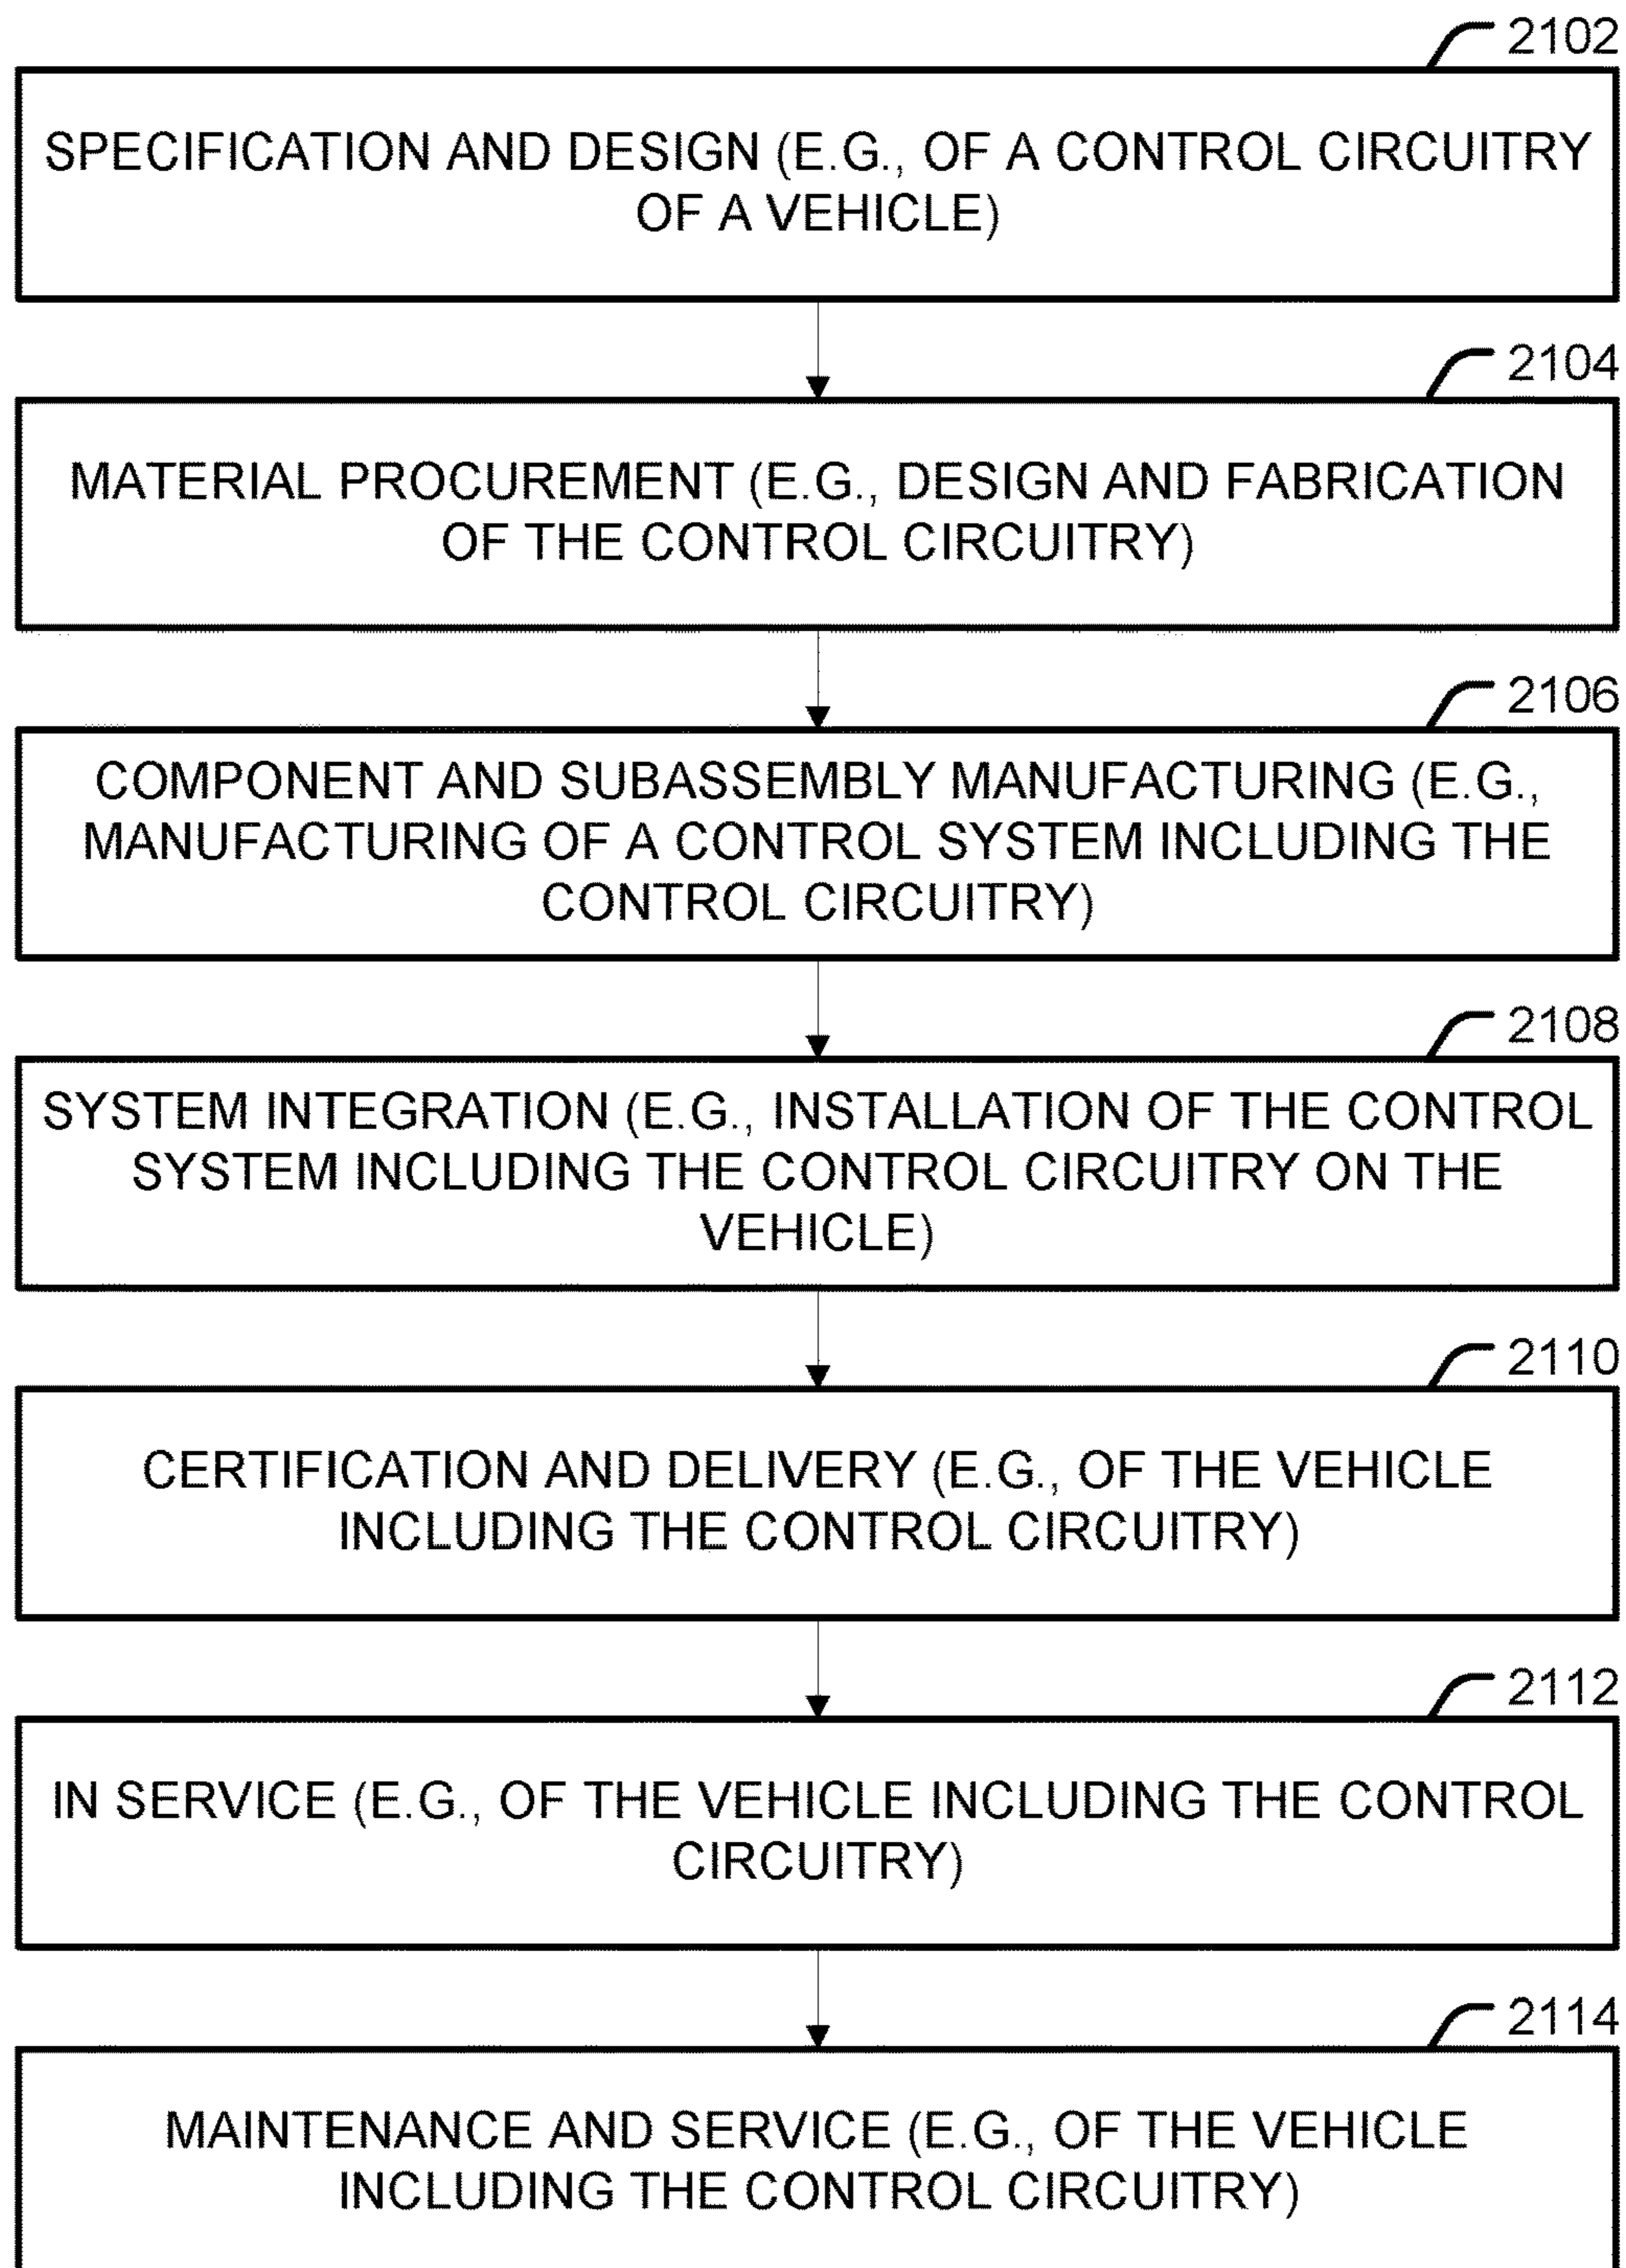 2102
SPECIFICATION AND DESIGN (E.G., OF A CONTROL CIRCUITRY
OF A VEHICLE)
2104
MATERIAL PROCUREMENT (E.G., DESIGN AND FABRICATION
OF THE CONTROL CIRCUITRY)
2106
COMPONENT AND SUBASSEMBLY MANUFACTURING (E.G.,
MANUFACTURING OF A CONTROL SYSTEM INCLUDING THE
CONTROL CIRCUITRY)
2108
SYSTEM INTEGRATION (E.G., INSTALLATION OF THE CONTROL
SYSTEM INCLUDING THE CONTROL CIRCUITRY ON THE
VEHICLE)
2110
CERTIFICATION AND DELIVERY (E.G., OF THE VEHICLE
INCLUDING THE CONTROL CIRCUITRY)
2112
IN SERVICE (E.G., OF THE VEHICLE INCLUDING THE CONTROL
CIRCUITRY)
2114
MAINTENANCE AND SERVICE (E.G., OF THE VEHICLE
INCLUDING THE CONTROL CIRCUITRY)